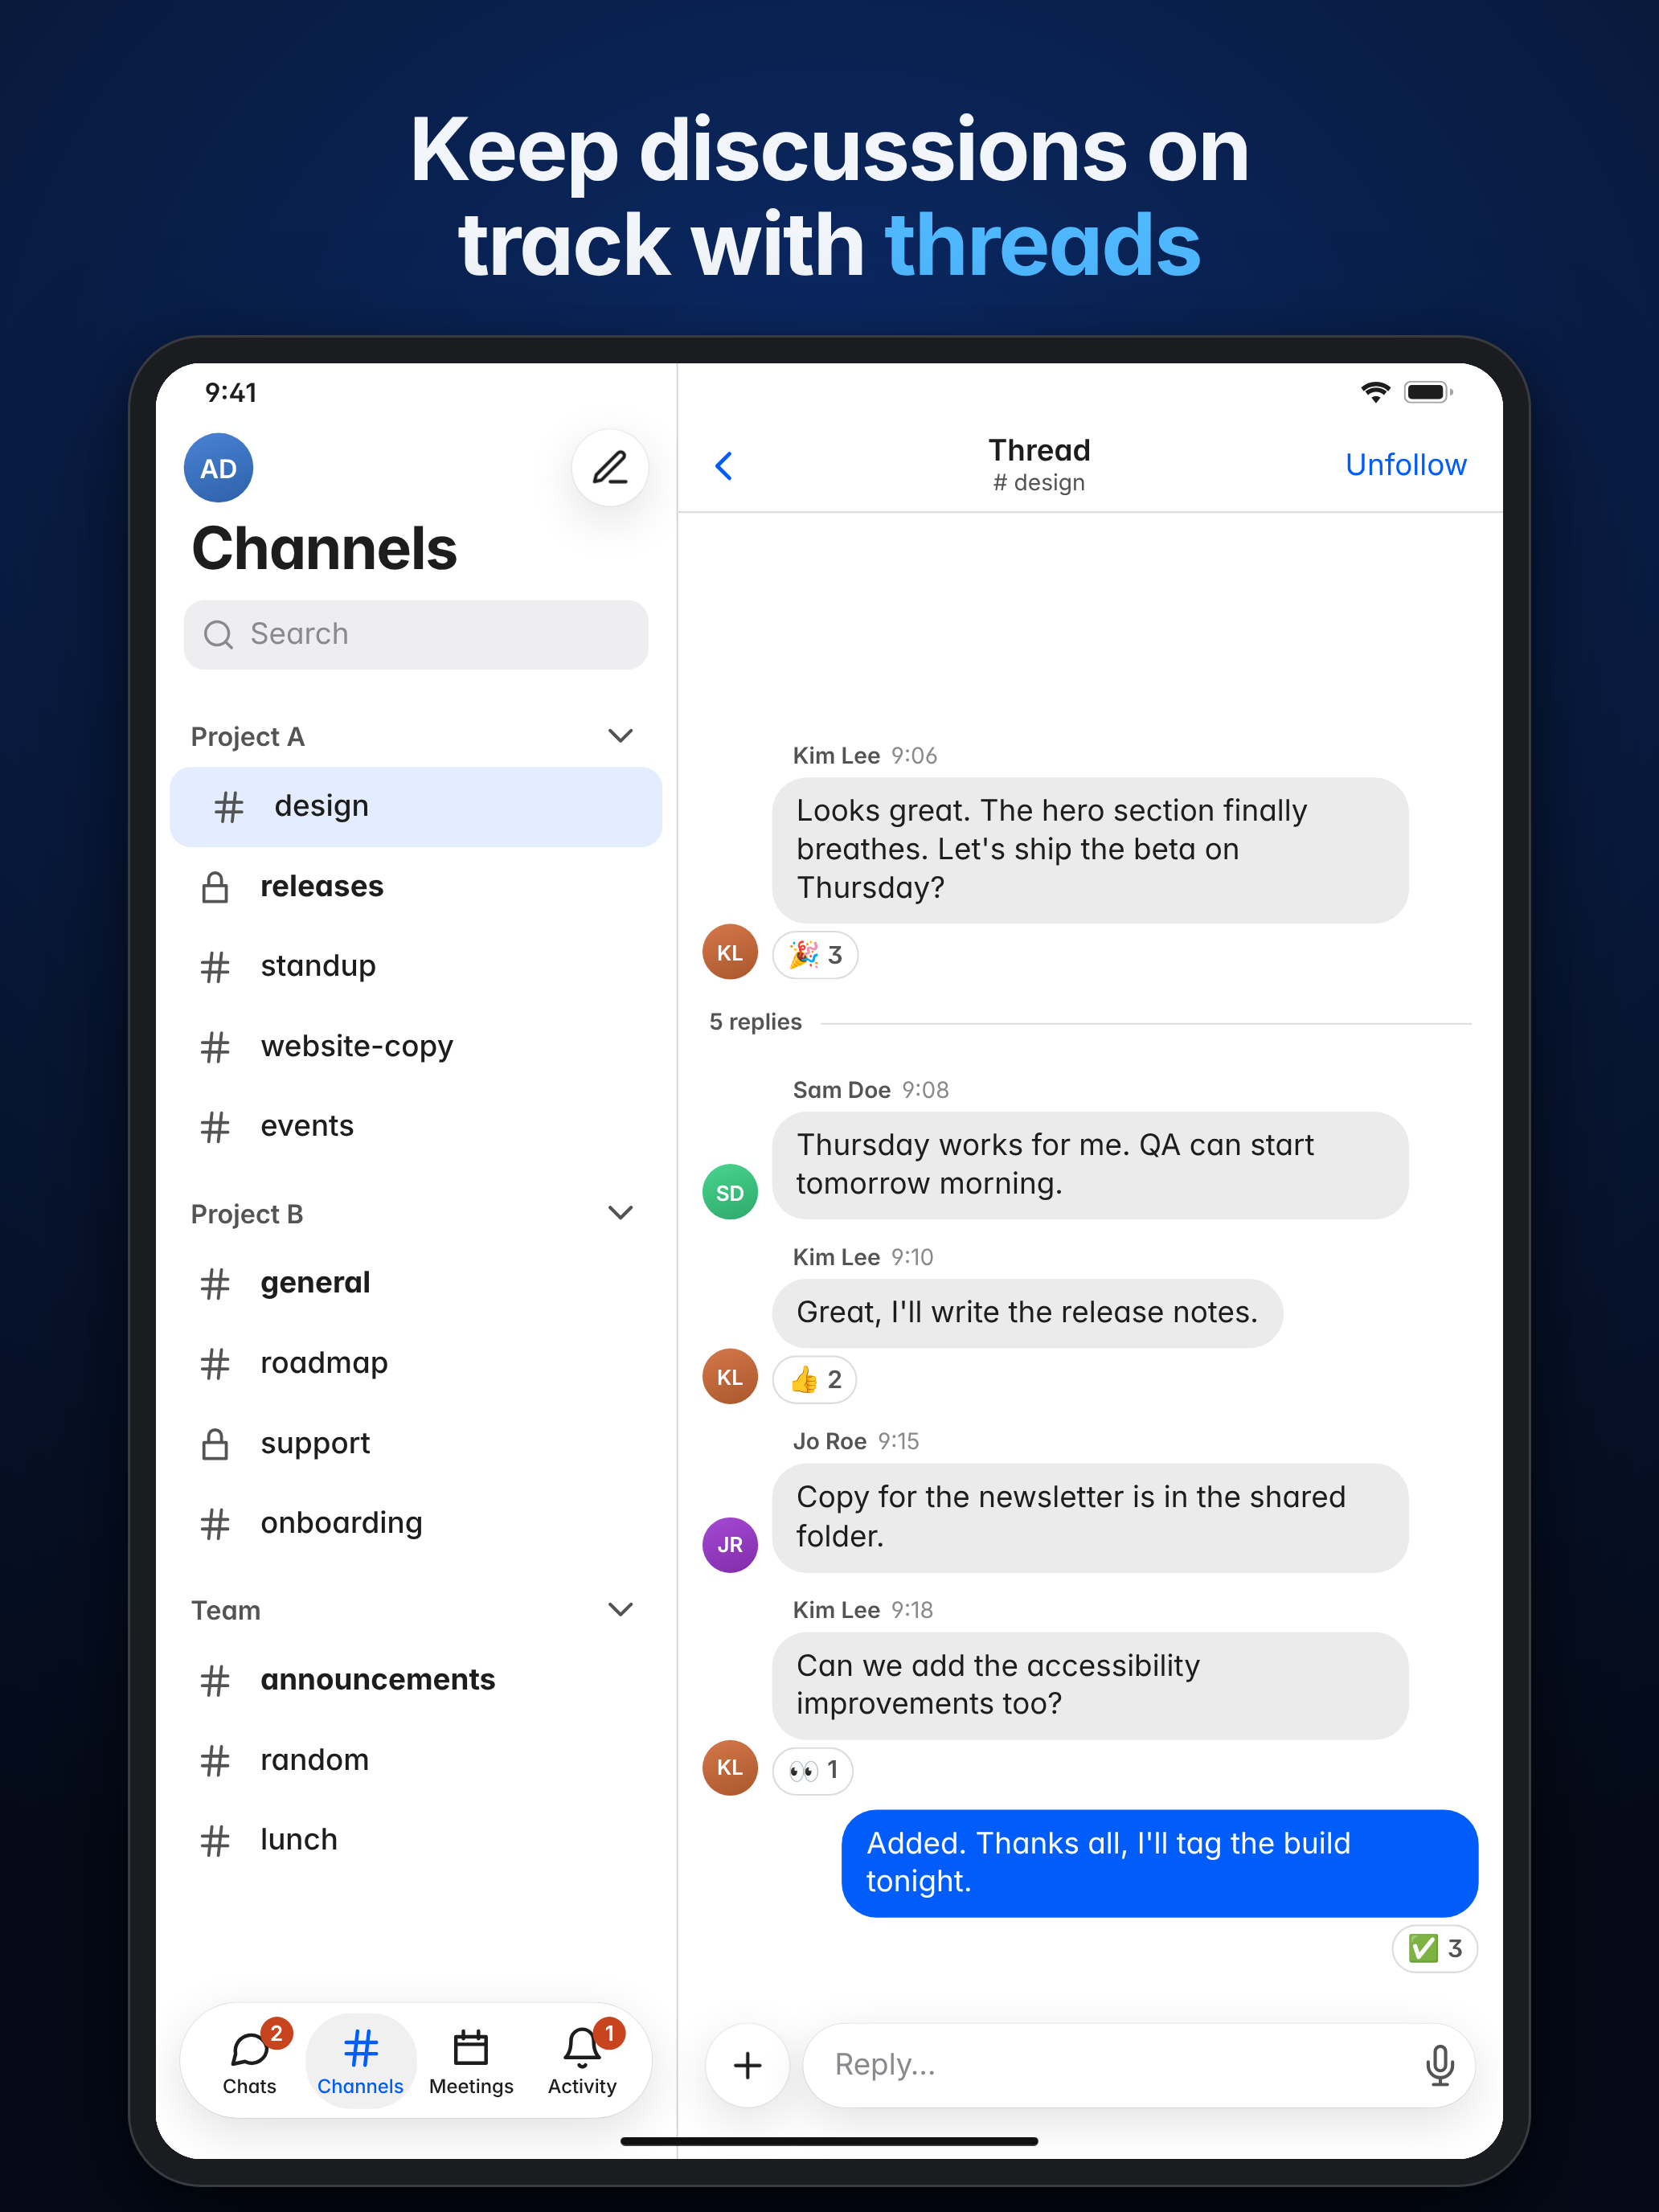 Keep discussions on
track with threads
9:41
AD
Channels
Search
Project A
design
releases
standup
website-copy
events
Project B
general
roadmap
support
onboarding
Team
announcements
random
lunch
2
1
Chats
Channels
Meetings
Activity
Thread
# design
Unfollow
Kim Lee 9:06
Looks great. The hero section finally
breathes. Let's ship the beta on
Thursday?
KL
🎉 3
5 replies
Sam Doe 9:08
Thursday works for me. QA can start
tomorrow morning.
SD
Kim Lee 9:10
Great, I'll write the release notes.
KL
👍 2
Jo Roe 9:15
Copy for the newsletter is in the shared
folder.
JR
Kim Lee 9:18
Can we add the accessibility
improvements too?
KL
👀 1
Added. Thanks all, I'll tag the build
tonight.
✅ 3
Reply...